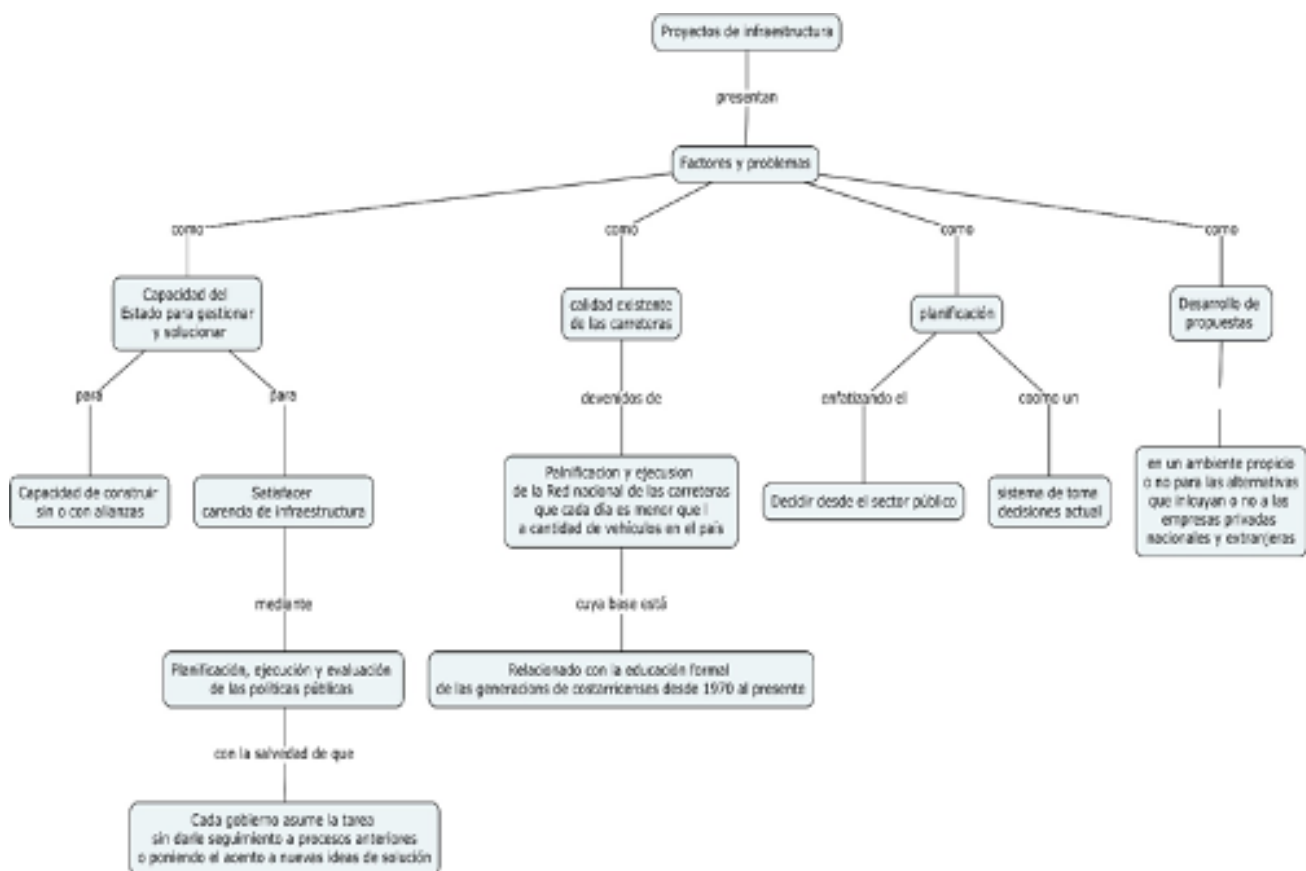 Proyectos de infraestructura
presentan
Factores y problemas
como
como
como
como
Capacidad del
Estado para gestionar
y solucionar
calidad existente
de las carreteras
planificación
Desarrollo de
propuestas
para
para
devenidos de
enfatizando el
coomo un
Capacidad de construir
sin o con alianzas
Satisfacer
carencia de infraestructura
Pelnificacion y ejecusion
de la Red nacional de las carreteras
que cada día es menor que l
a cantidad de vehículos en el país
Decidir desde el sector público
sistema de toma
decisiones actual
en un ambiente propicio
o no para las alternativas
que inlcuyan o no a las
empresas privadas
nacionales y extranjeras
mediante
cuya base está
Planificación, ejecución y evaluación
de las políticas públicas
Relacionado con la educación formal
de las generacions de costarricenses desde 1970 al presente
con la salvedad de que
Cada gobierno asume la tarea
sin darle seguimiento a procesos anteriores
o poniendo el acento a nuevas ideas de solución